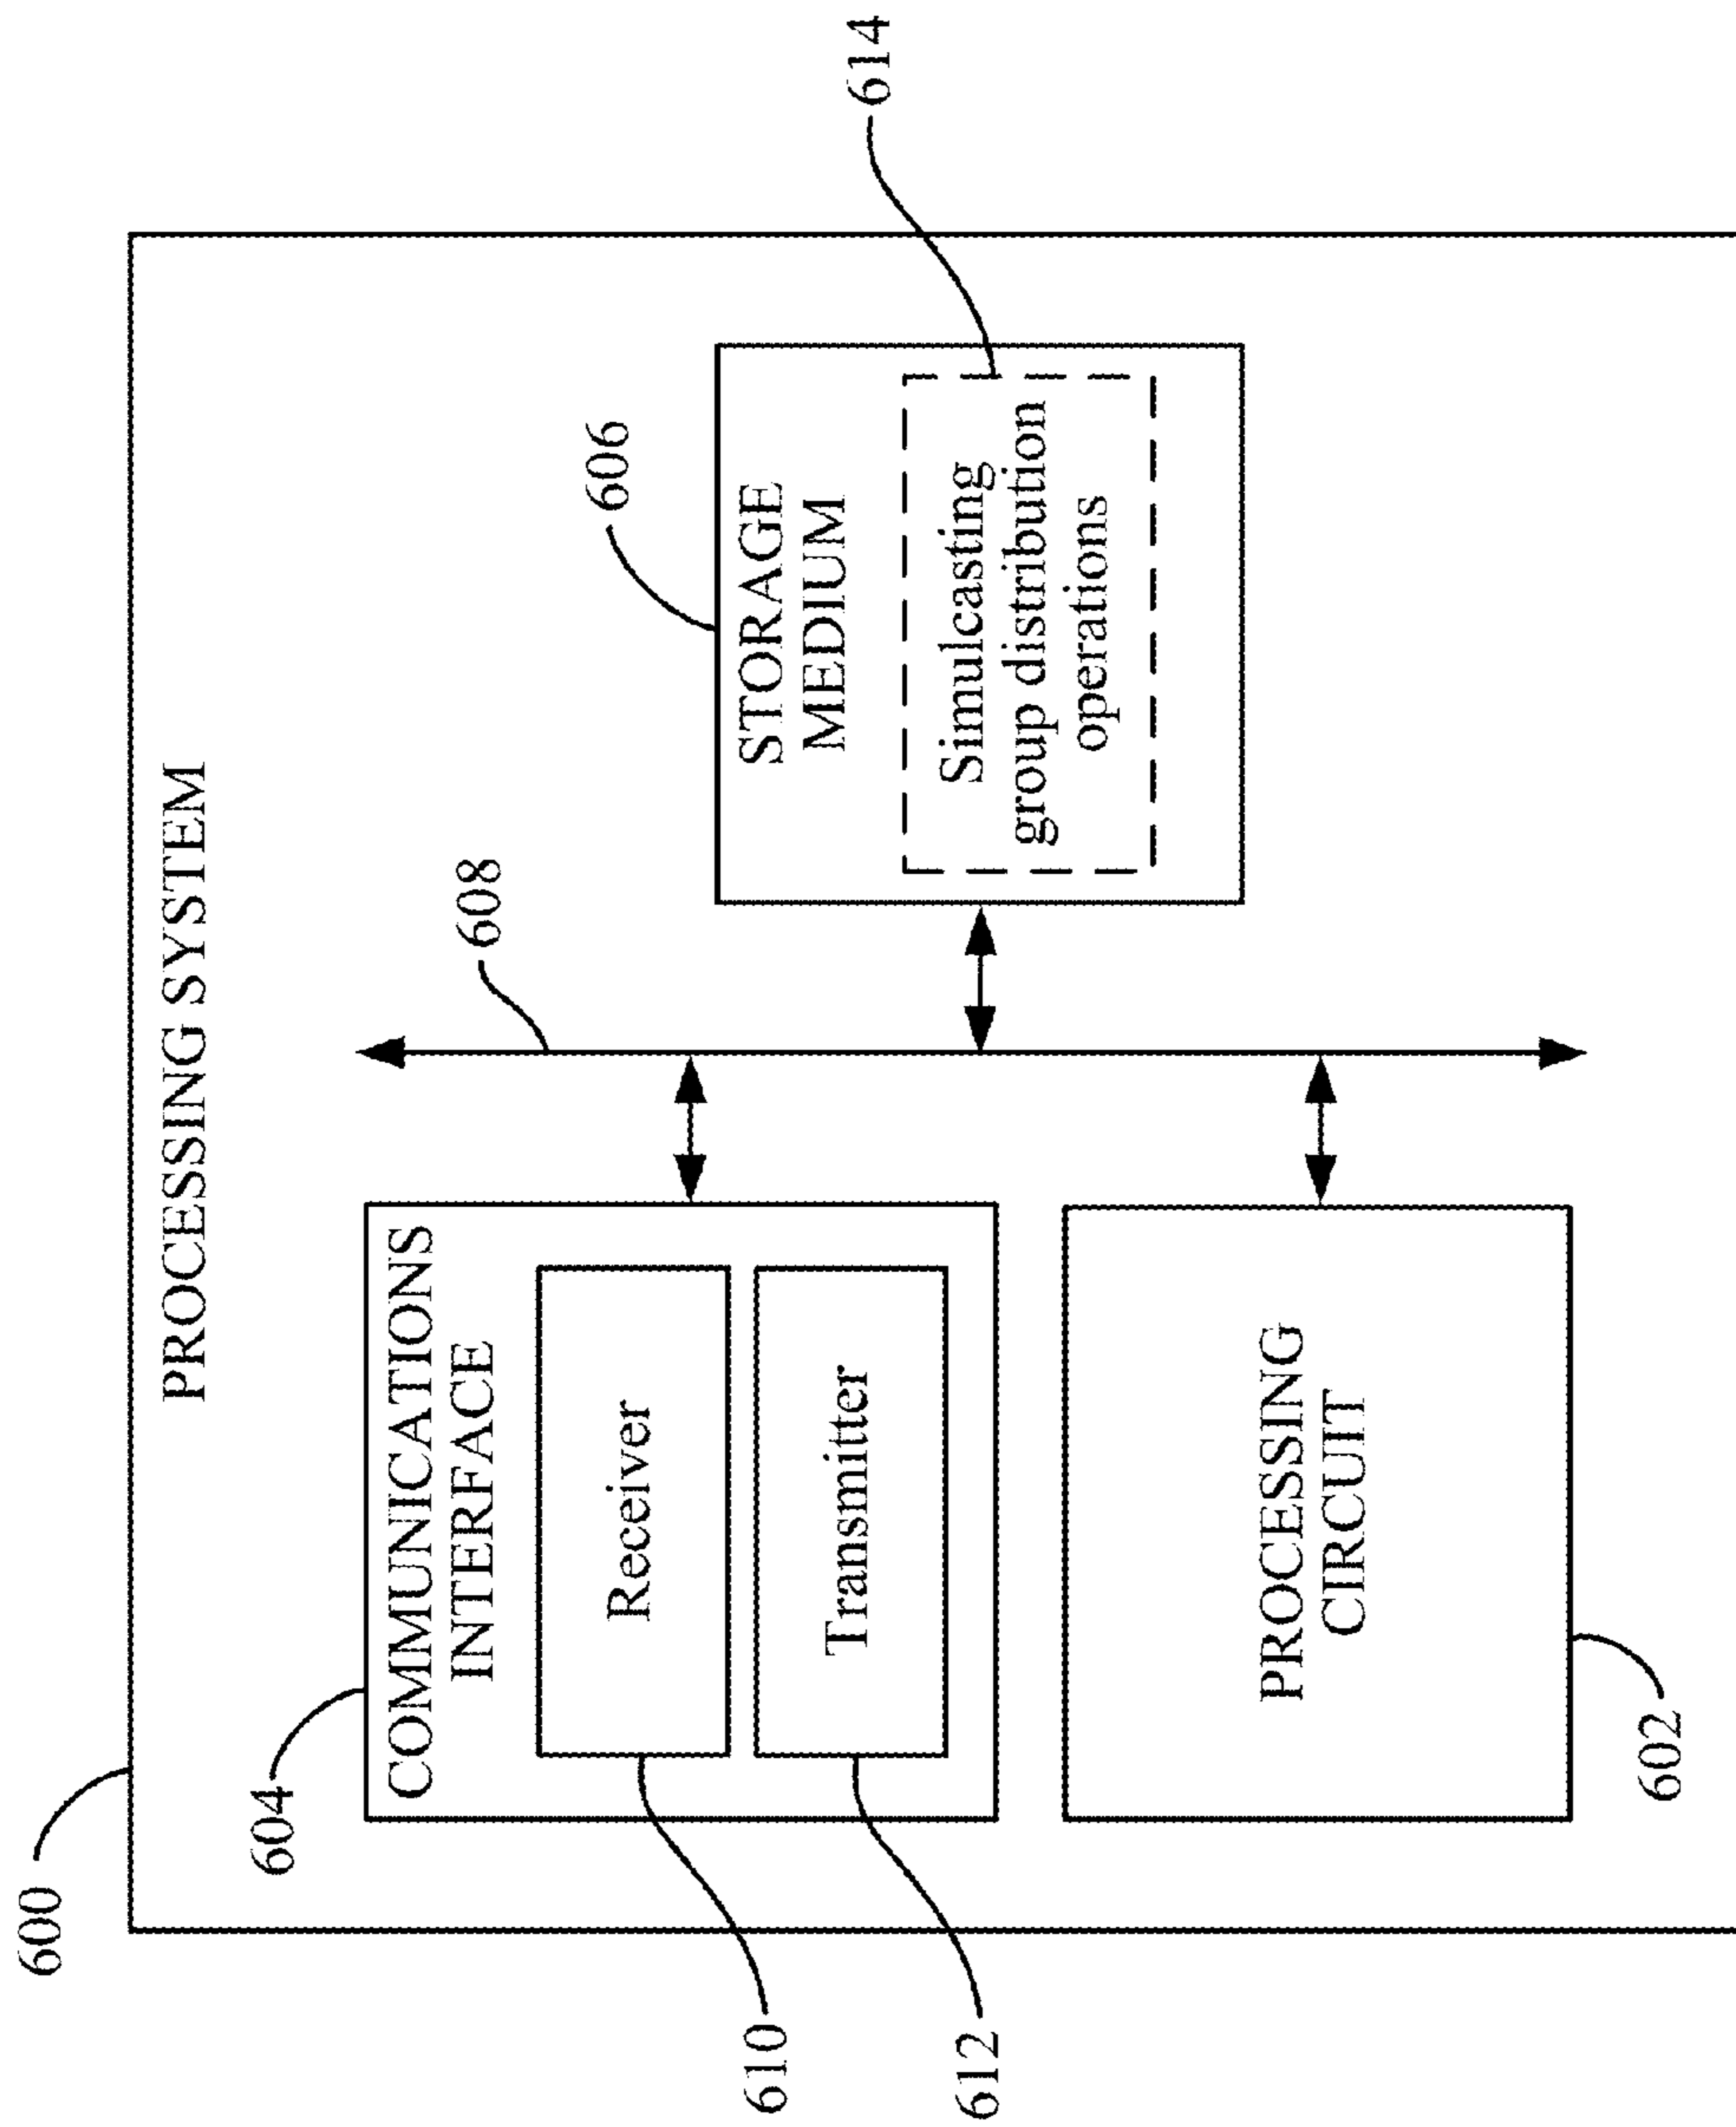 600
PROCESSING SYSTEM
604
COMMUNICATIONS
INTERFACE
608
606
STORAGE
MEDIUM
610
Receiver
Simulcasting
group distribution
operations
614
612
Transmitter
PROCESSING
CIRCUIT
602